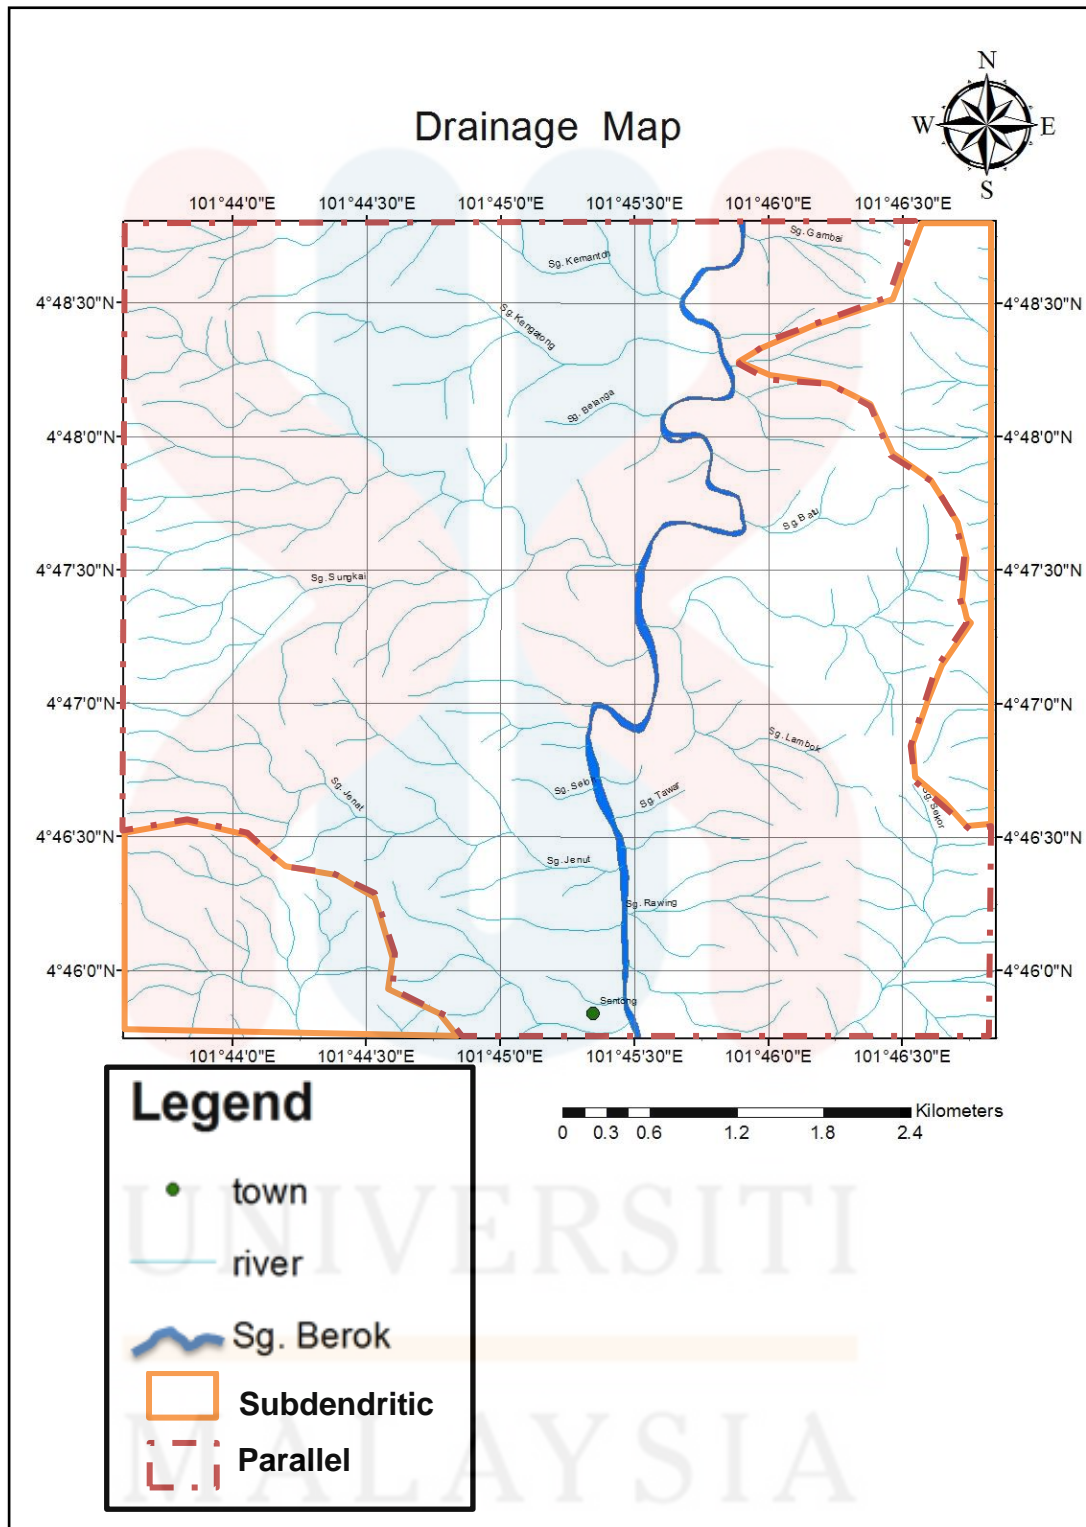 N
W E
S
Drainage Map
101°44'0"E 101°44'30"E 101°45'0"E 101°45'30"E 101°46'0"E 101°46'30"E
Sg. Gambai
Sg. Kemantoh
4°48'30"N 4°48'30"N
Sg. Kengatong
Sg. Belanga
4°48'0"N 4°48'0"N
Sg. Batu
4°47'30"N 4°47'30"N
Sg. Sungkai
4°47'0"N 4°47'0"N
Sg. Lambok
Sg. Jenat
Sg. Tawar
Sg. Sekor
4°46'30"N 4°46'30"N
Sg. Jenut
Sg. Rawing
4°46'0"N 4°46'0"N
Sentong
101°44'0"E 101°44'30"E 101°45'0"E 101°45'30"E 101°46'0"E 101°46'30"E
Kilometers
0 0.3 0.6 1.2 1.8 2.4
Legend
town
river
Sg. Berok
Subdendritic
Parallel
UNIVERSITI
MALAYSIA